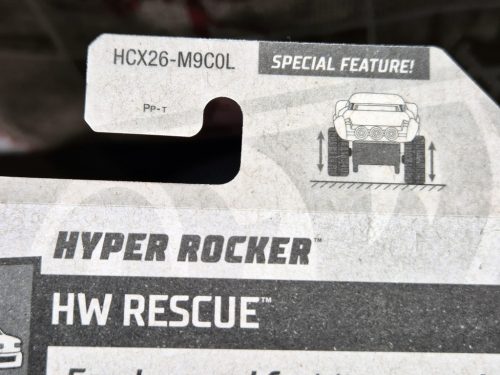 HCX26-M9C0L
SPECIAL FEATURE!
PP-T
HYPER ROCKER™
HW RESCUE™